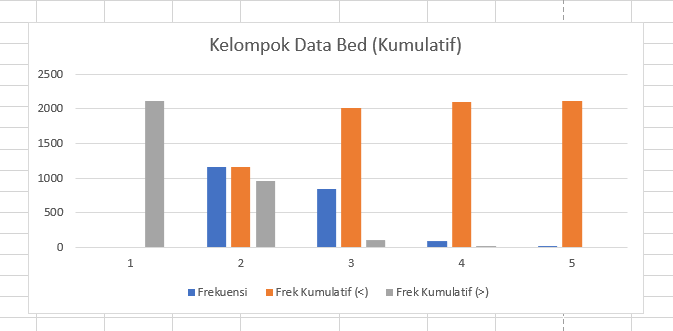 Kelompok Data Bed (Kumulatif)
2500
2000
1500
1000
500
0
1 2 3 4 5
Frekuensi Frek Kumulatif (<) Frek Kumulatif (>)